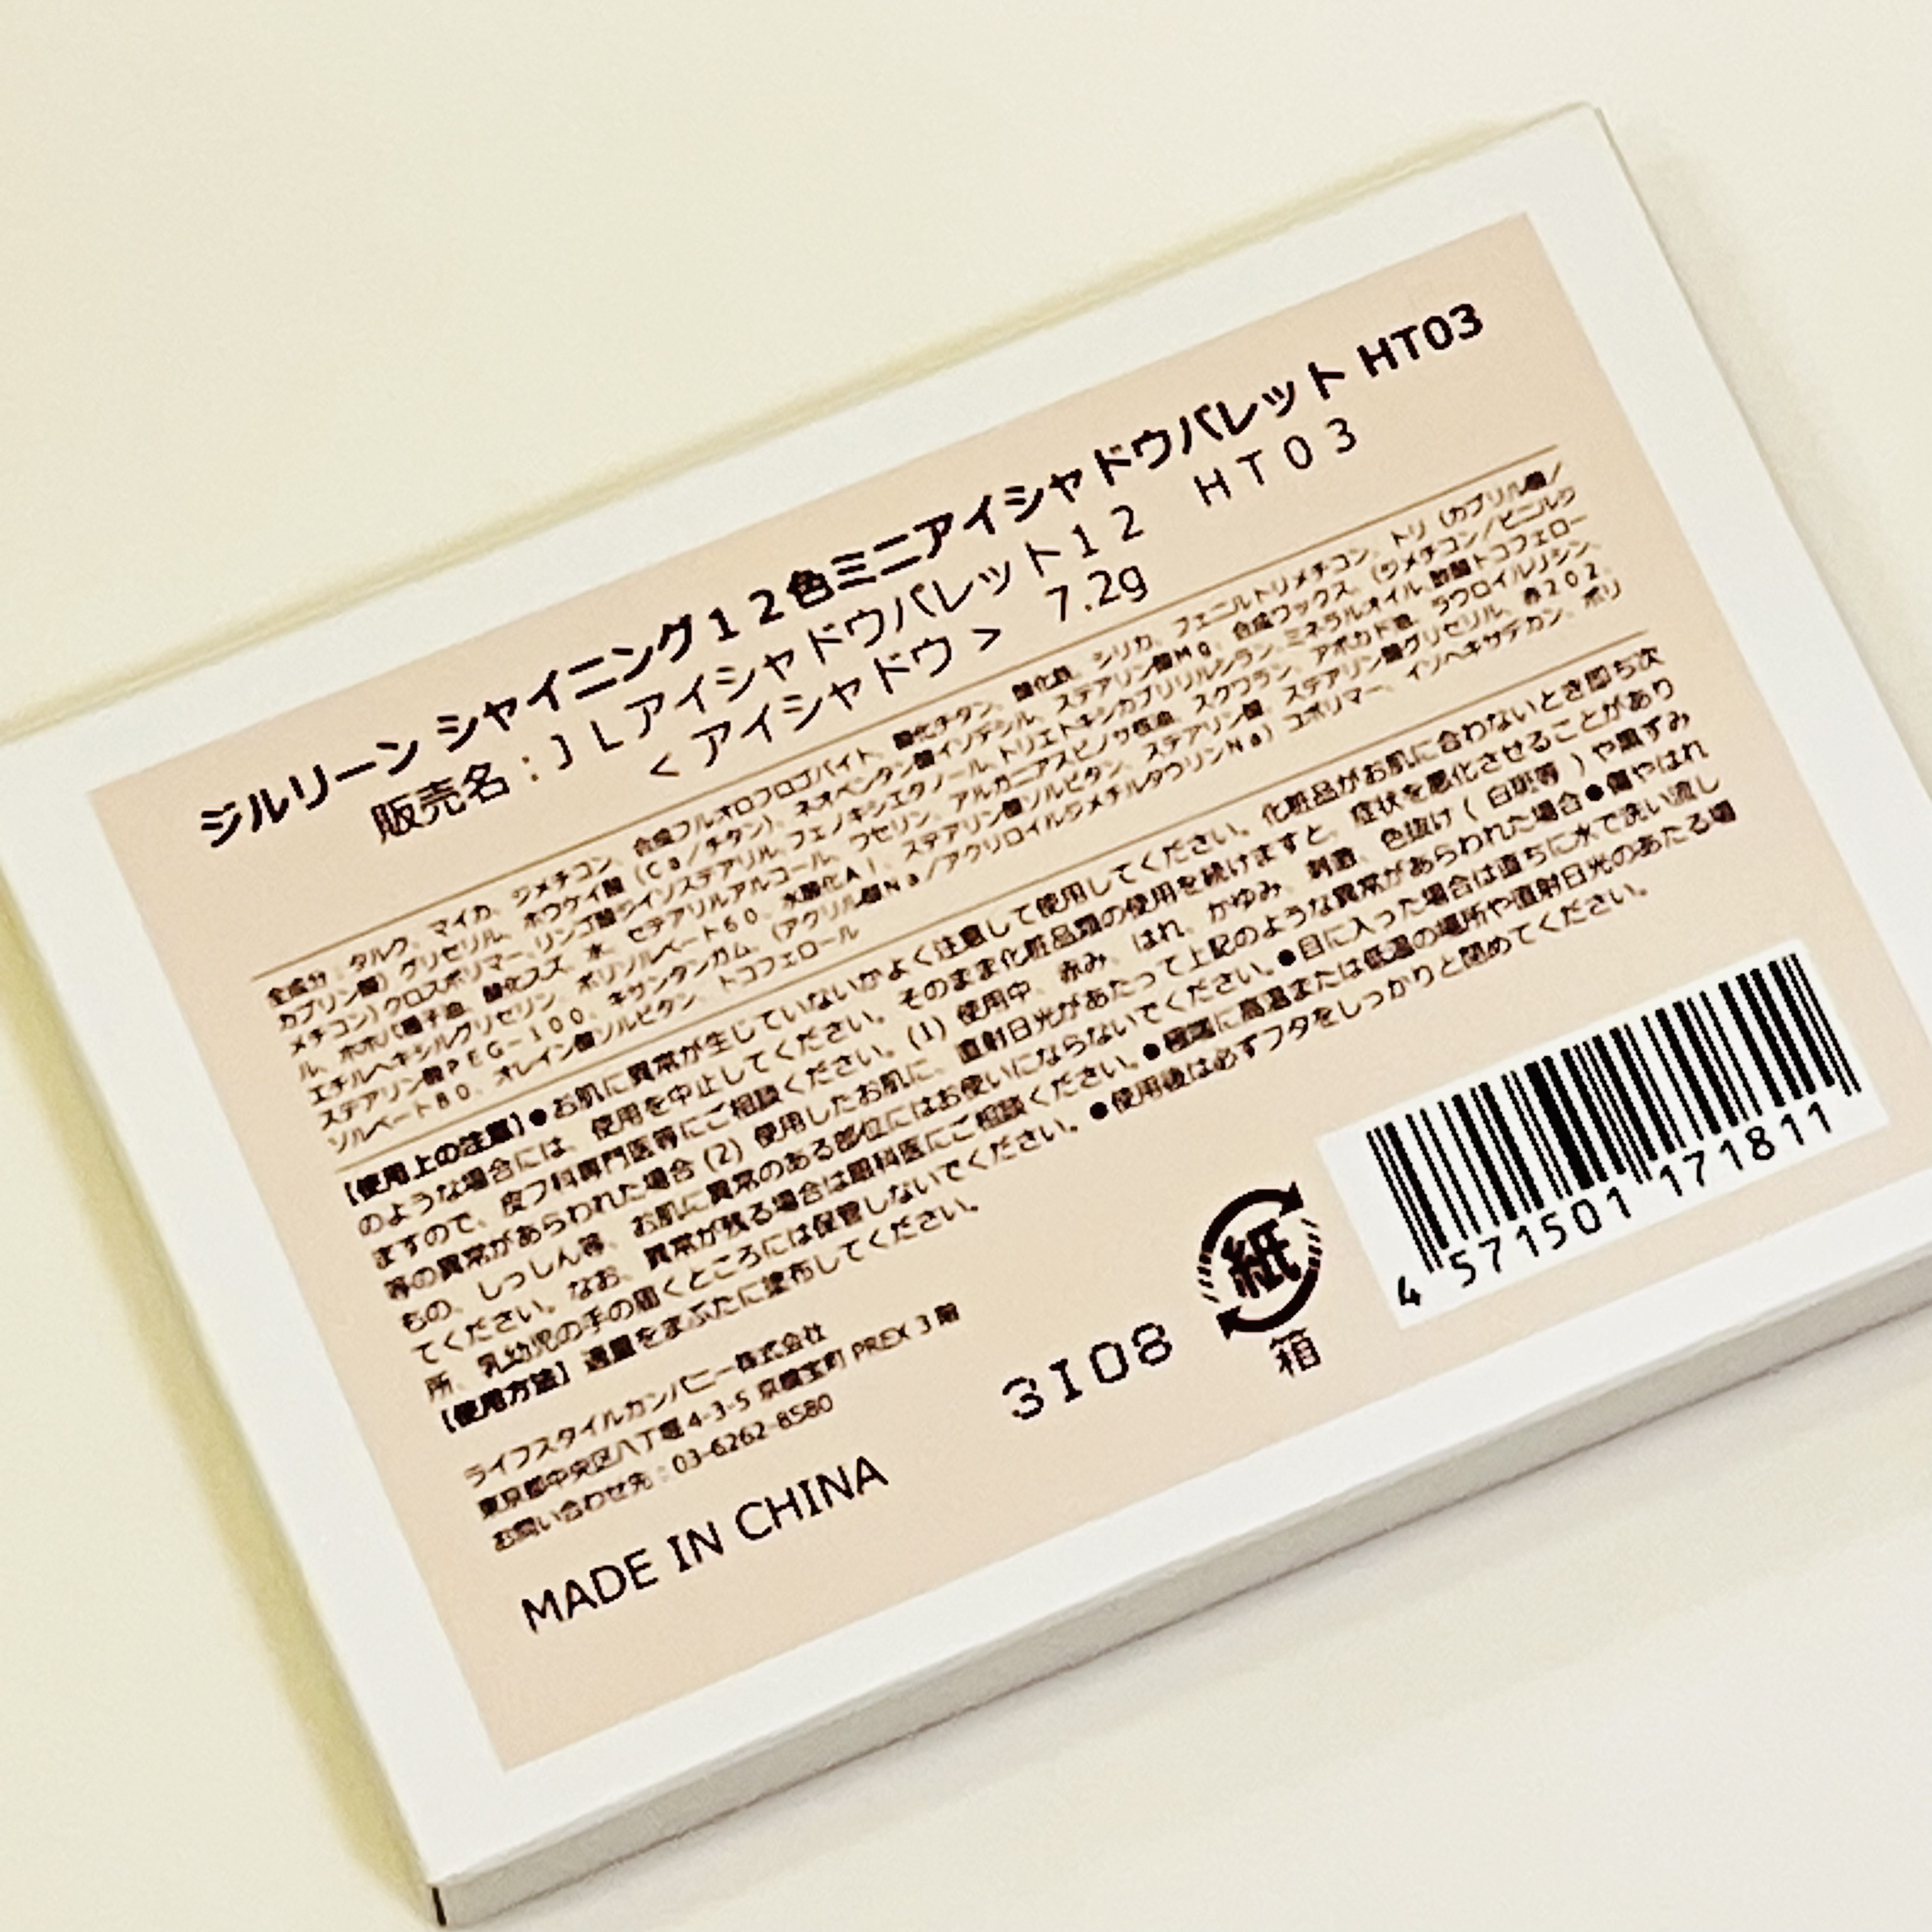 ジルリーン シャイニング12色ミニアイシャドウパレット HT03
販売名:JLアイシャドウパレット12 HT03
<アイシャドウ> 7.2g
全成分:タルク、マイカ、ジメチコン、合成フルオロフロゴパイト、酸化チタン、酸化鉄、シリカ、フェニルトリメチコン、トリ(カプリル酸/
カプリン酸)グリセリル、ホウケイ酸(Ca/チタン)、ネオペンタン酸イソデシル、ステアリン酸Mg、合成ワックス、(ジメチコン/ビニルジ
メチコン)クロスポリマー、リンゴ酸ジイソステアリル、フェノキシエタノール、トリエトキシカプリリルシラン、ミネラルオイル、酢酸トコフェロー
ル、ホホバ種子油、酸化スズ、水、セテアリルアルコール、ワセリン、アルガニアスピノサ核油、スクワラン、アボカド油、ラウロイルリシン、
エチルヘキシルグリセリン、ポリソルベート60、水酸化Al、ステアリン酸ソルビタン、ステアリン酸、ステアリン酸グリセリル、赤202、
ステアリン酸PEG-100、キサンタンガム、(アクリル酸Na/アクリロイルジメチルタウリンNa)コポリマー、イソヘキサデカン、ポリ
ソルベート80、オレイン酸ソルビタン、トコフェロール
【使用上の注意】●お肌に異常が生じていないかよく注意して使用してください。化粧品がお肌に合わないとき即ち次
のような場合には、使用を中止してください。そのまま化粧品類の使用を続けますと、症状を悪化させることがあり
ますので、皮フ科専門医等にご相談ください。(1) 使用中、赤み、はれ、かゆみ、刺激、色抜け(白斑等)や黒ずみ
等の異常があらわれた場合 (2) 使用したお肌に、直射日光があたって上記のような異常があらわれた場合●傷やはれ
もの、しっしん等、お肌に異常のある部位にはお使いにならないでください。●目に入った場合は直ちに水で洗い流し
てください。なお、異常が残る場合は眼科医にご相談ください。●極端に高温または低温の場所や直射日光のあたる場
所、乳幼児の手の届くところには保管しないでください。●使用後は必ずフタをしっかりと閉めてください。
【使用方法】適量をまぶたに塗布してください。
ライフスタイルカンパニー株式会社
東京都中央区八丁堀4-3-5 京橋宝町 PREX 3 階
お問い合わせ先:03-6262-8580
MADE IN CHINA
3I08
紙
箱
4 571501 171811